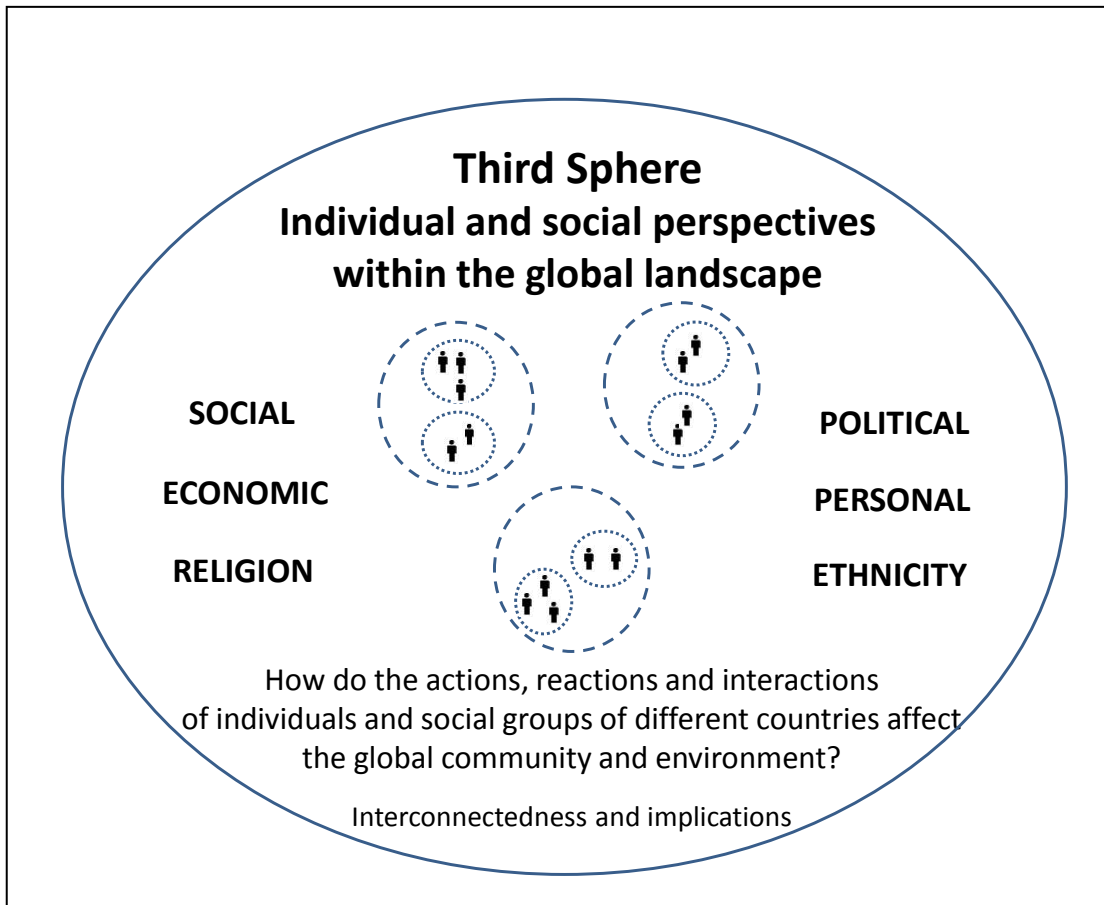 Third Sphere
Individual and social perspectives
within the global landscape
SOCIAL
ECONOMIC
RELIGION
POLITICAL
PERSONAL
ETHNICITY
How do the actions, reactions and interactions
of individuals and social groups of different countries affect
the global community and environment?
Interconnectedness and implications